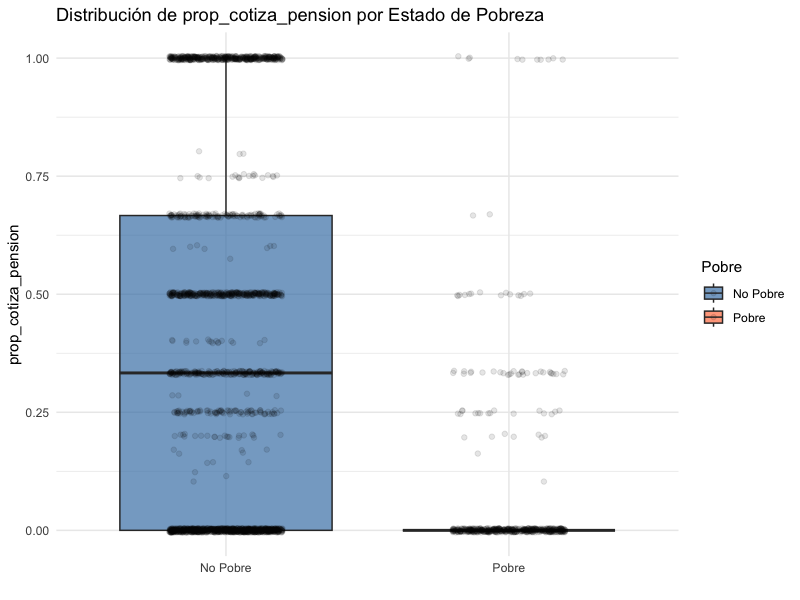 Distribución de prop_cotiza_pension por Estado de Pobreza
prop_cotiza_pension
1.00
0.75
0.50
0.25
0.00
No Pobre
Pobre
Pobre
No Pobre
Pobre